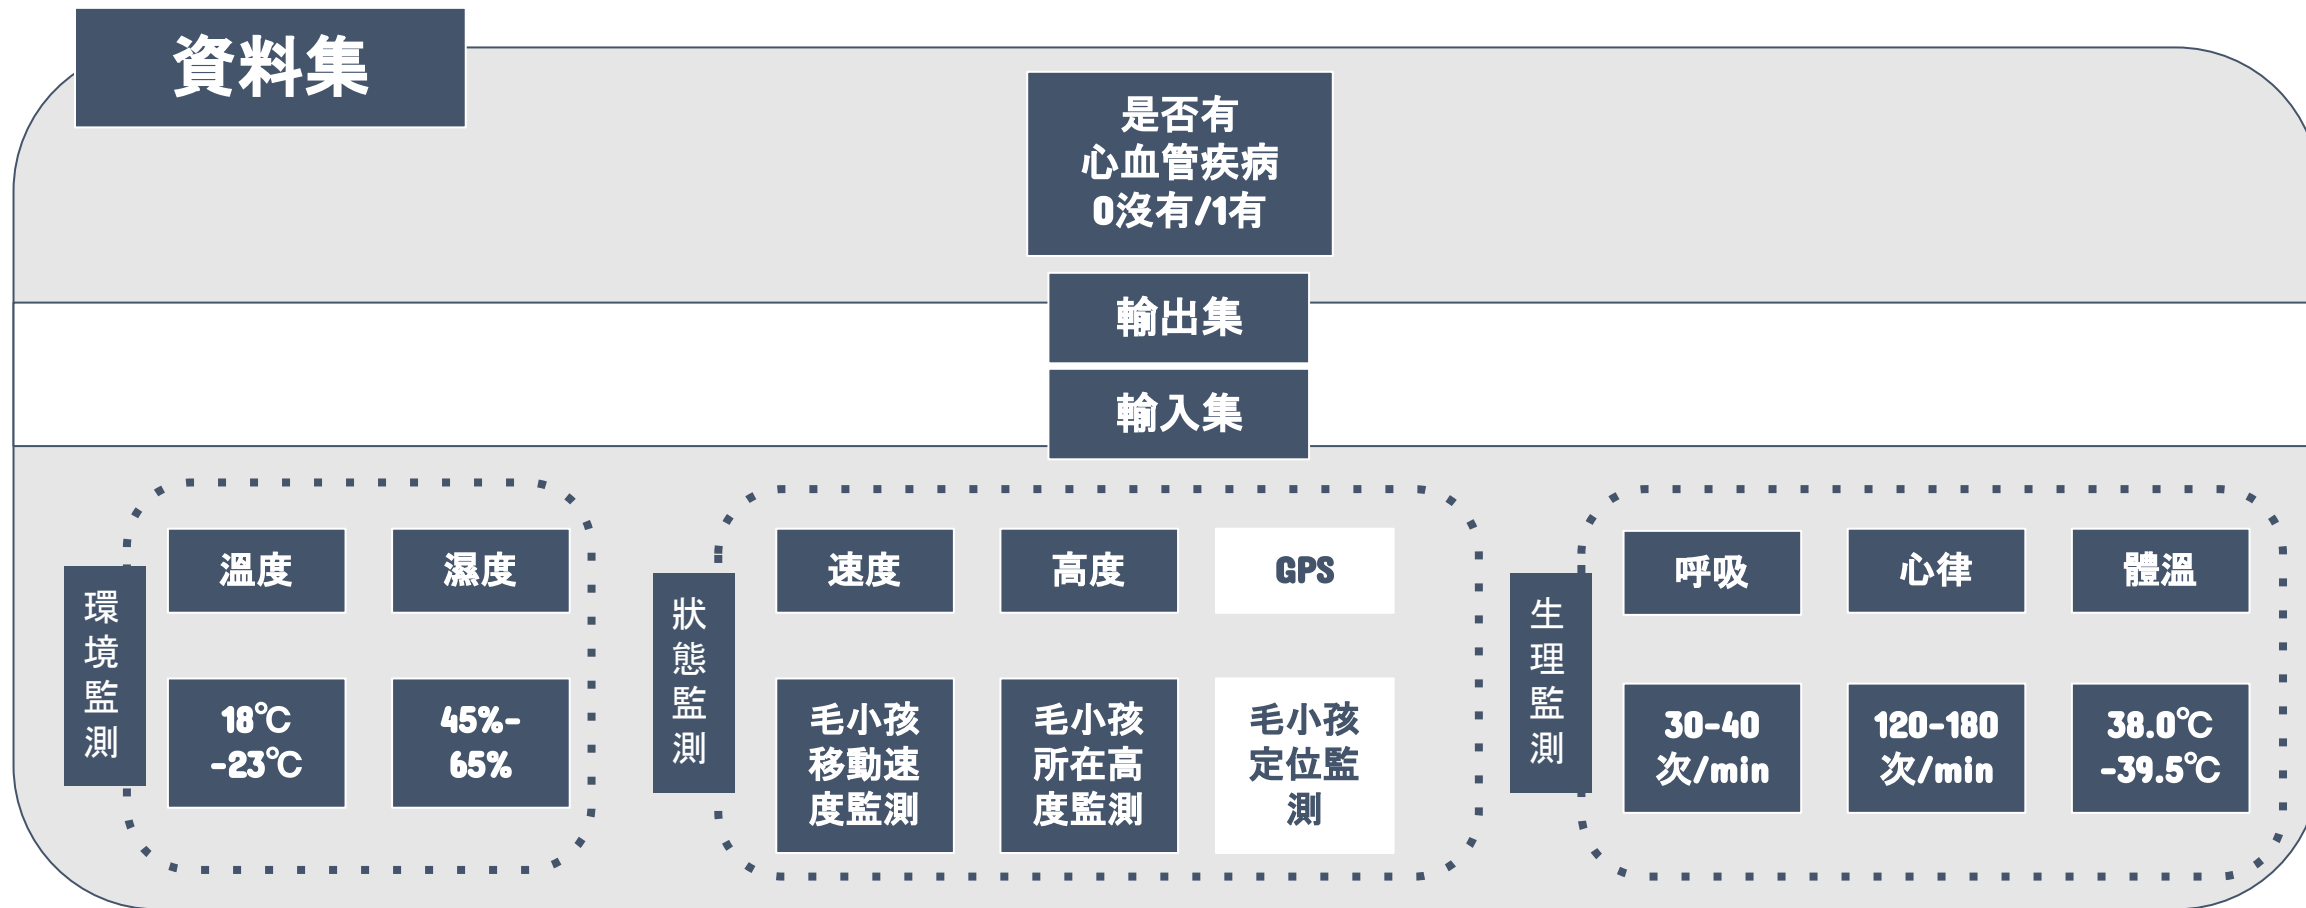 資料集
是否有
心血管疾病
0沒有/1有
輸出集
輸入集
環境監測
溫度
濕度
18℃
-23℃
45%-
65%
狀態監測
速度
高度
GPS
毛小孩
移動速
度監測
毛小孩
所在高
度監測
毛小孩
定位監
測
生理監測
呼吸
心律
體溫
30-40
次/min
120-180
次/min
38.0℃
-39.5℃